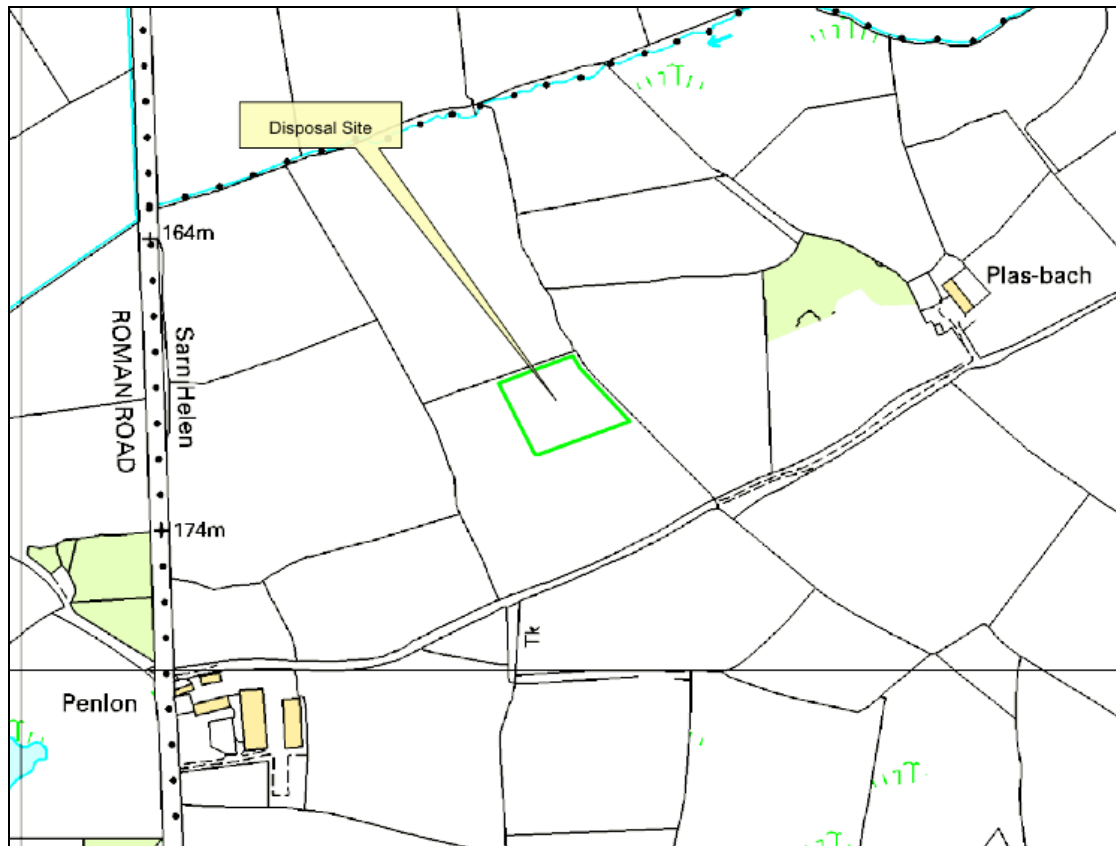 Disposal Site
164m
Plas-bach
ROMAN ROAD
Sarn Helen
174m
Tk
Penlon